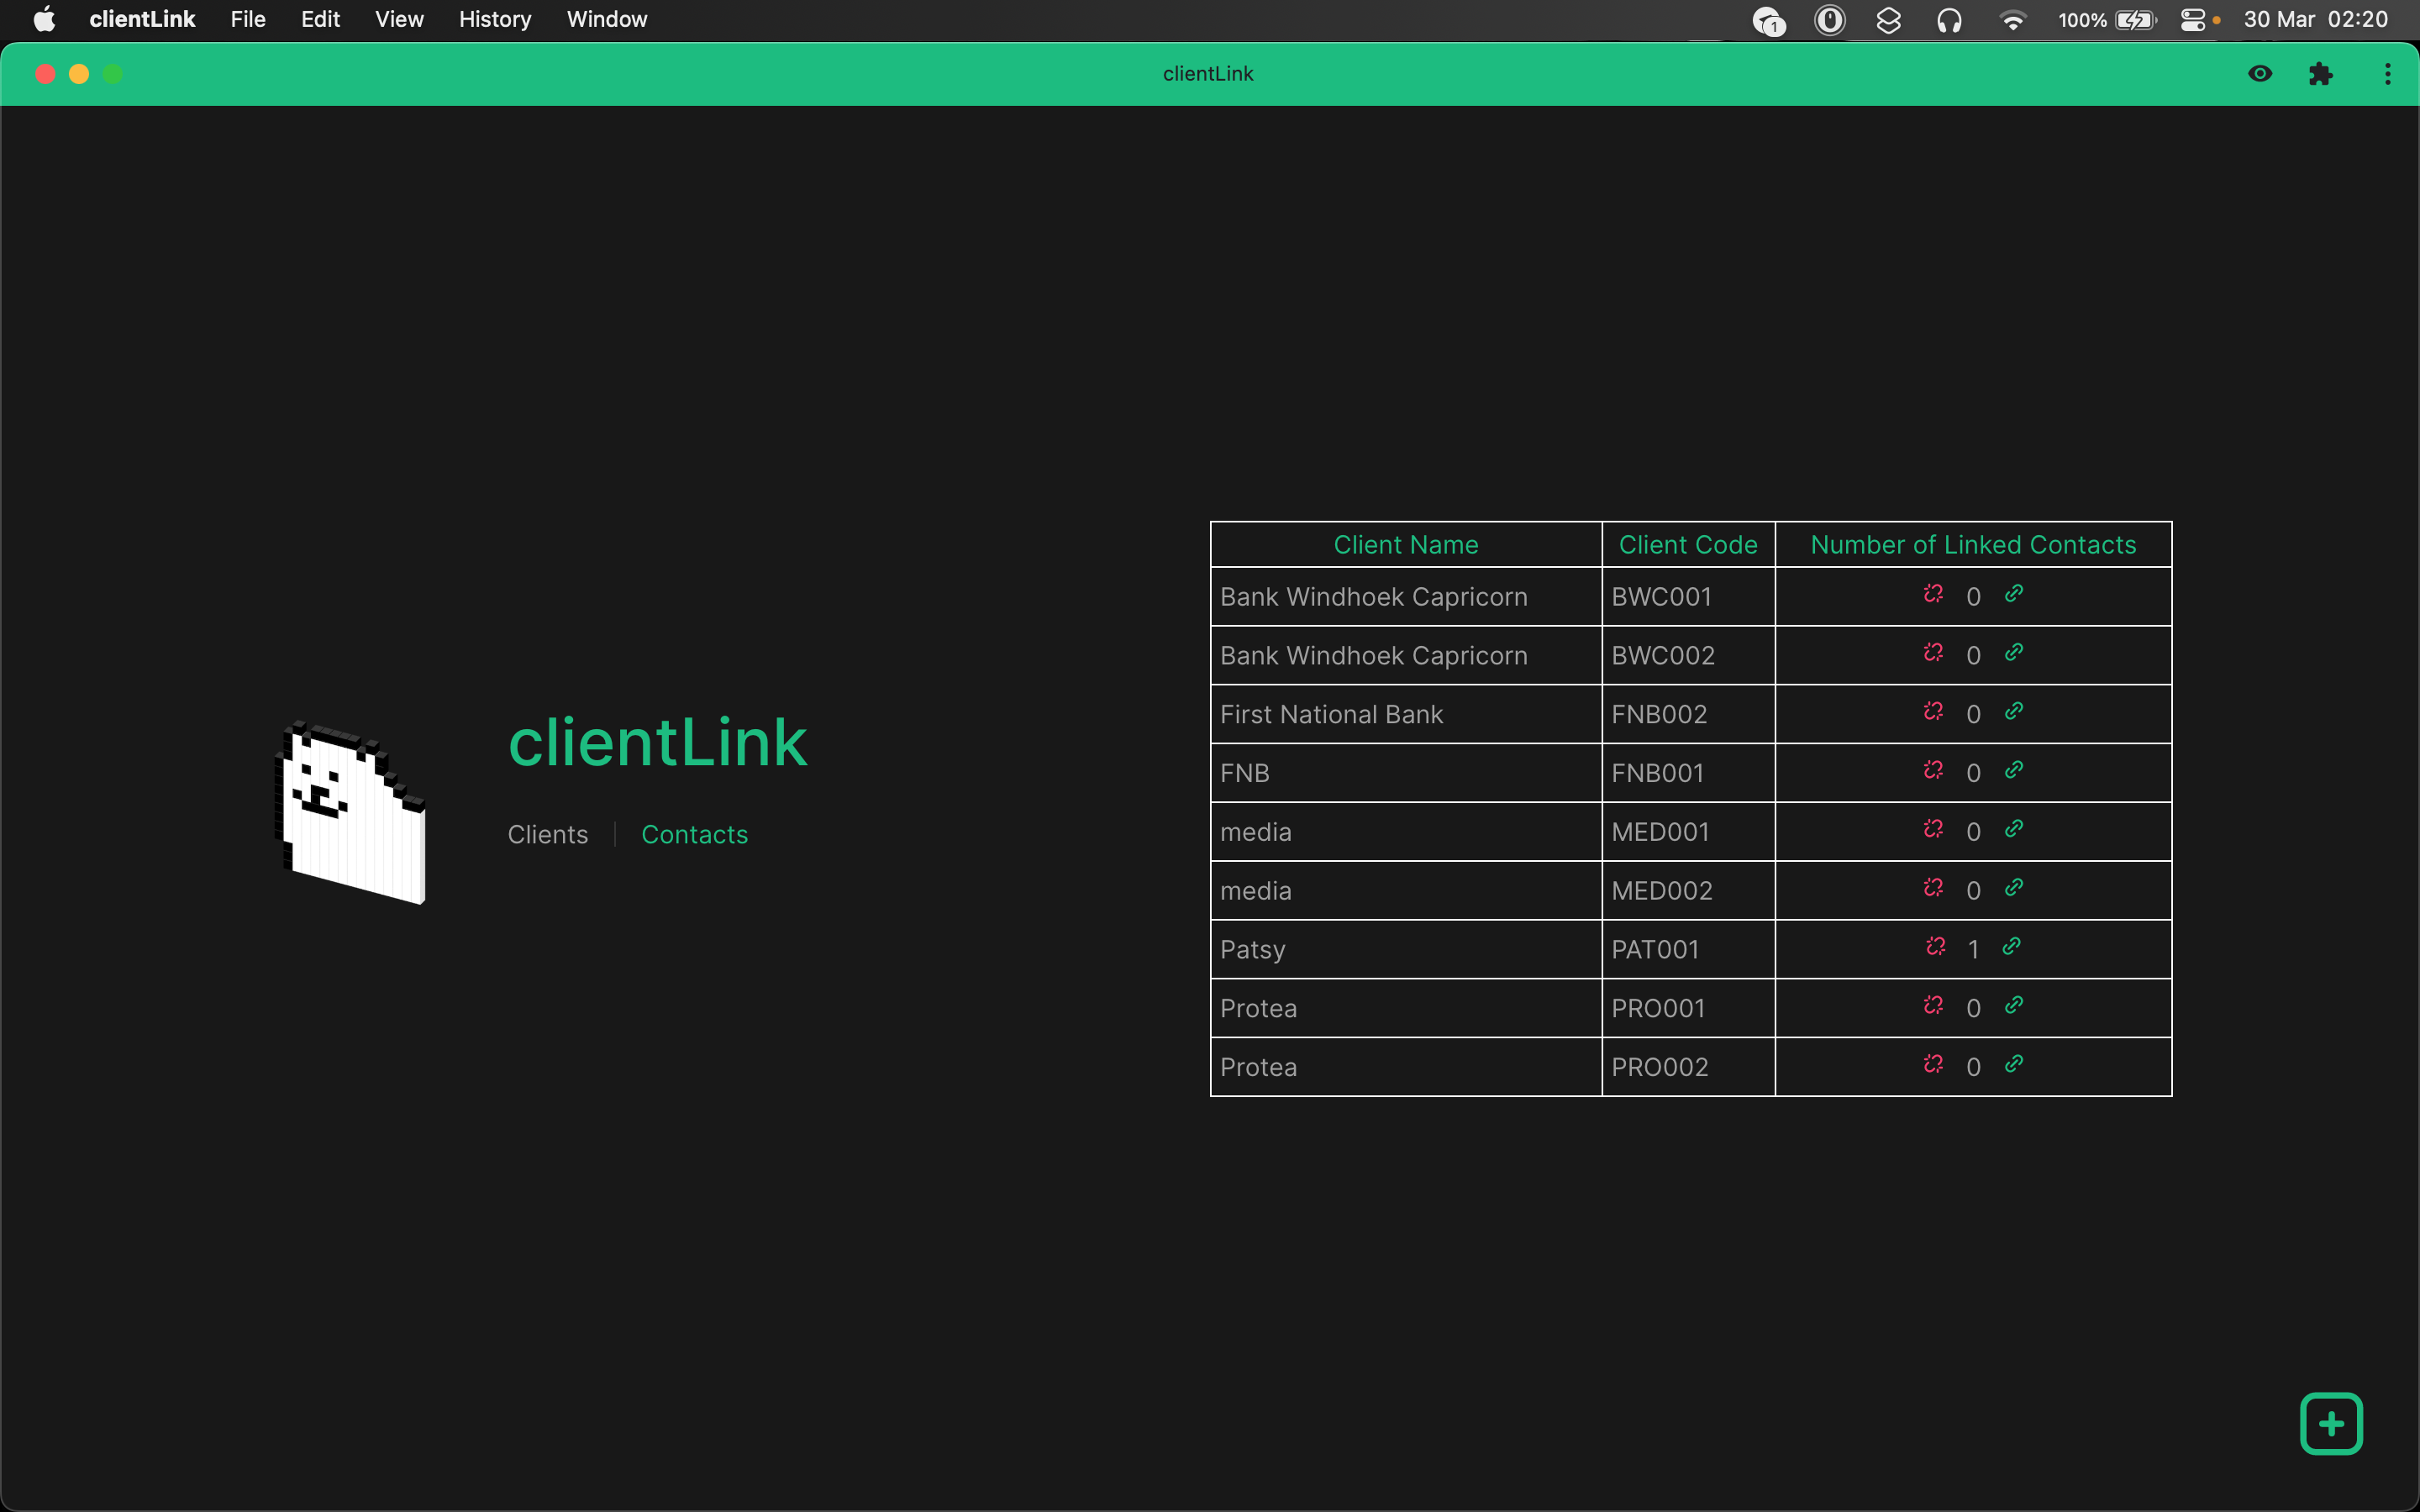 clientLink File Edit View History Window 1 100% 30 Mar 02:20
clientLink
Client Name Client Code Number of Linked Contacts
Bank Windhoek Capricorn BWC001 0
Bank Windhoek Capricorn BWC002 0
First National Bank FNB002 0
FNB FNB001 0
media MED001 0
media MED002 0
Patsy PAT001 1
Protea PRO001 0
Protea PRO002 0
clientLink
Clients | Contacts